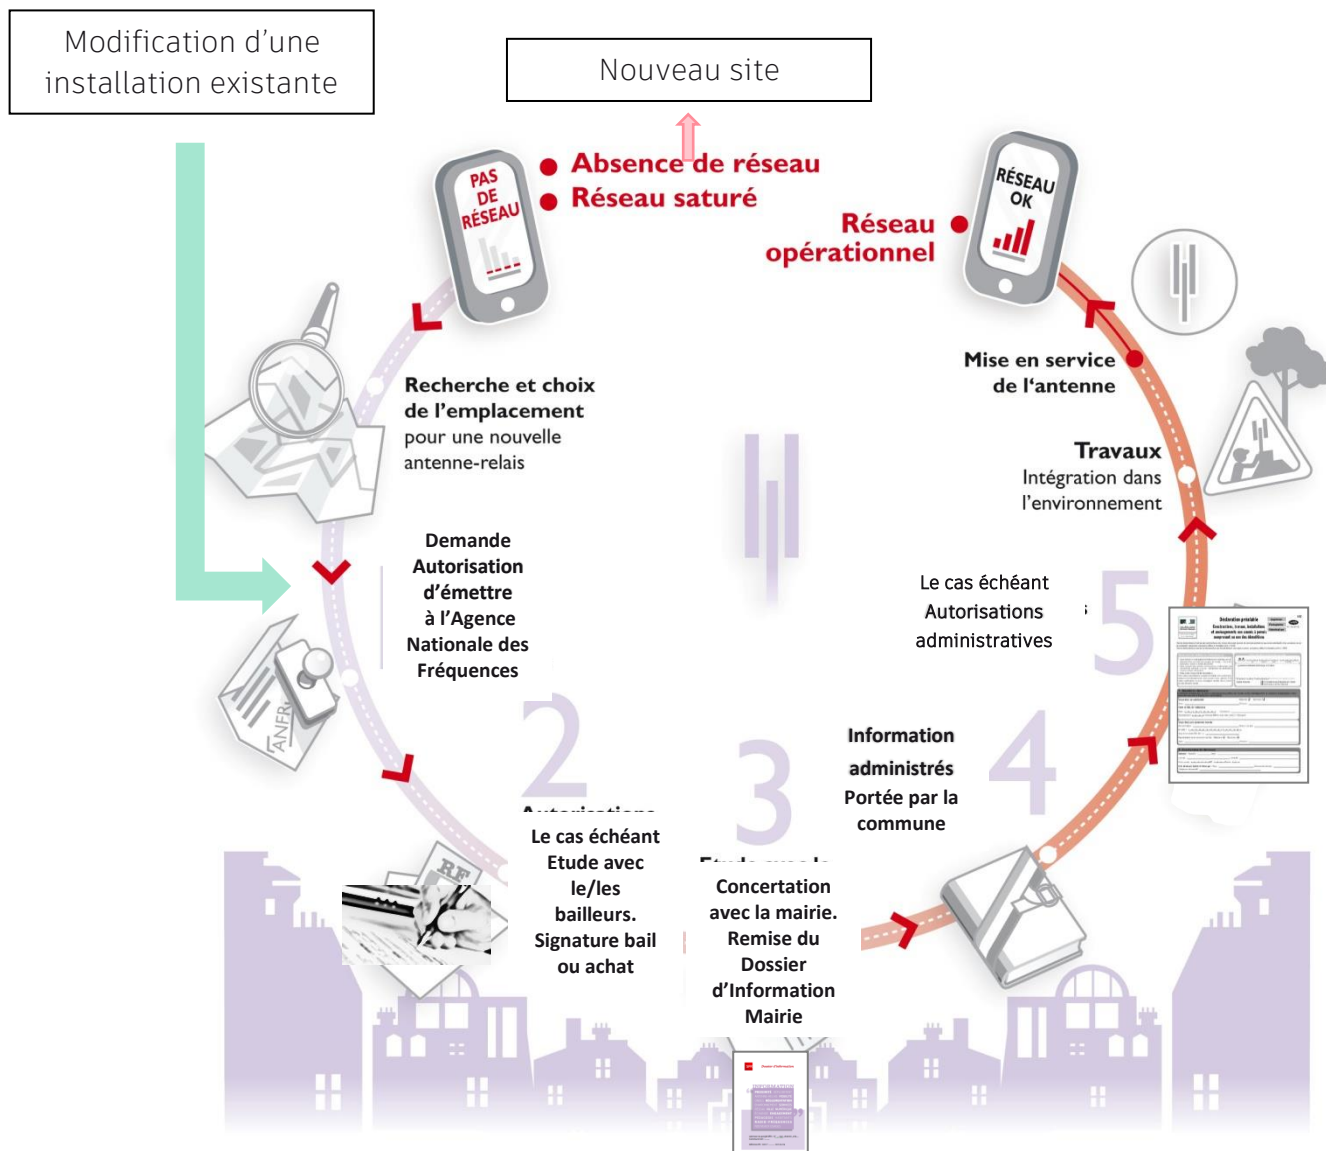 Modification d’une
installation existante
Nouveau site
Absence de réseau
Réseau saturé
PAS
DE
RÉSEAU
RÉSEAU
OK
Réseau
opérationnel
Recherche et choix
de l’emplacement
pour une nouvelle
antenne-relais
Mise en service
de l‘antenne
Travaux
Intégration dans
l’environnement
Demande
Autorisation
d’émettre
à l’Agence
Nationale des
Fréquences
ANFR
Le cas échéant
Autorisations
administratives
5
Déclaration préalable
2
3
4
Information
administrés
Portée par la
commune
RF
Le cas échéant
Etude avec
le/les
bailleurs.
Signature bail
ou achat
Concertation
avec la mairie.
Remise du
Dossier
d’Information
Mairie
INFORMATION